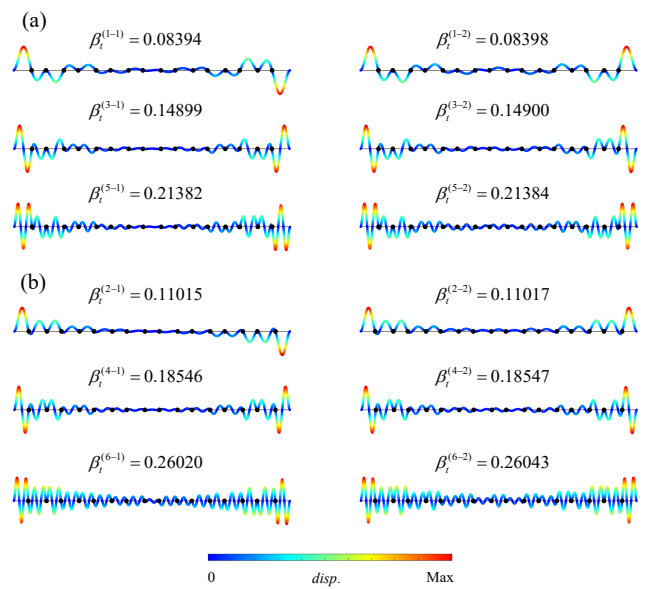 (a)
β_t^(1–1) = 0.08394 β_t^(1–2) = 0.08398
β_t^(3–1) = 0.14899 β_t^(3–2) = 0.14900
β_t^(5–1) = 0.21382 β_t^(5–2) = 0.21384
(b)
β_t^(2–1) = 0.11015 β_t^(2–2) = 0.11017
β_t^(4–1) = 0.18546 β_t^(4–2) = 0.18547
β_t^(6–1) = 0.26020 β_t^(6–2) = 0.26043
0 disp. Max